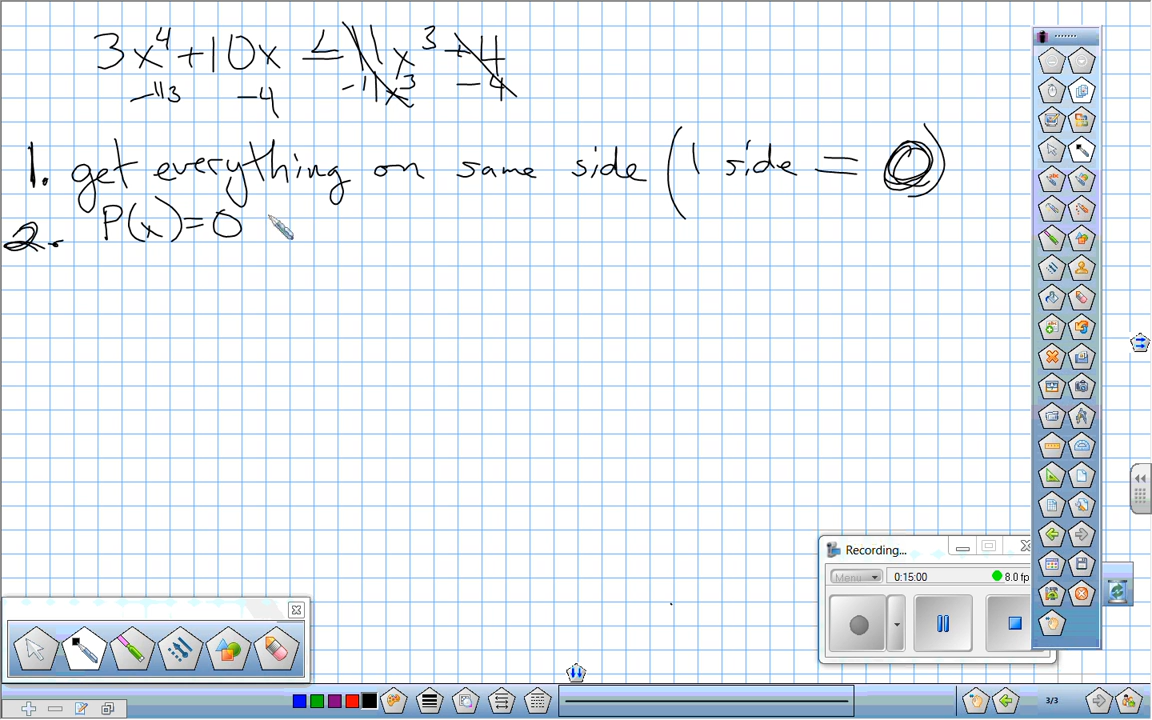 3x⁴+10x ≤ 11x³+4
-11x³ -4 -11x³ -4
1. get everything on same side (1 side = 0)
2. P(x)=0
Recording...
Menu 0:15:00 8.0 fp
3/3